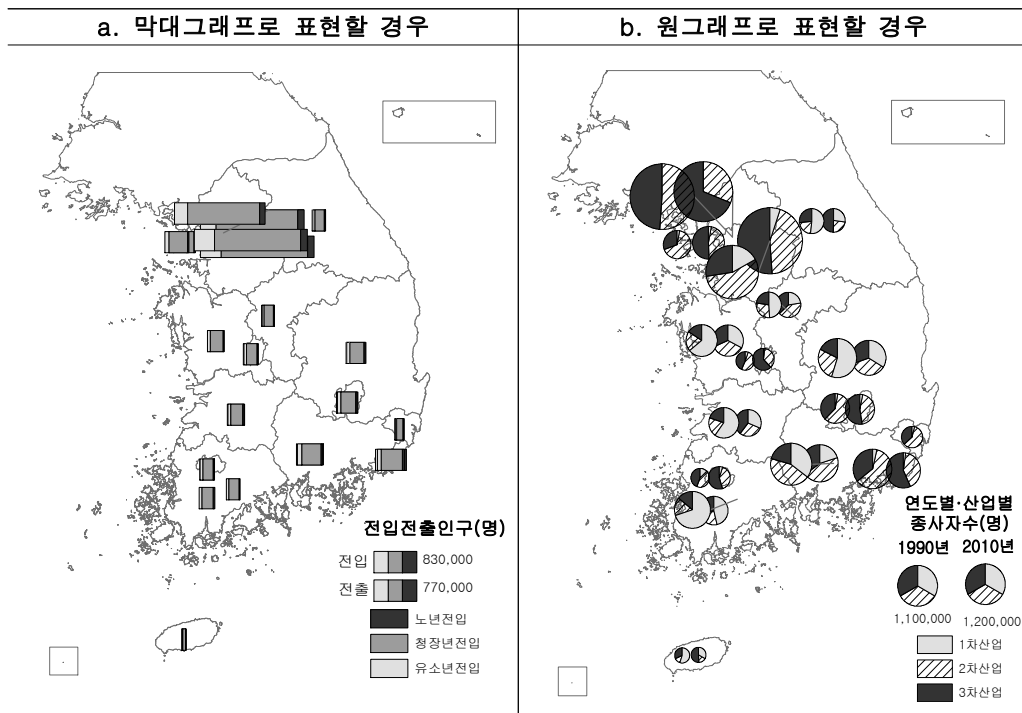 a. 막대그래프로 표현할 경우
b. 원그래프로 표현할 경우
전입전출인구(명)
전입 830,000
전출 770,000
노년전입
청장년전입
유소년전입
연도별·산업별
종사자수(명)
1990년 2010년
1,100,000 1,200,000
1차산업
2차산업
3차산업